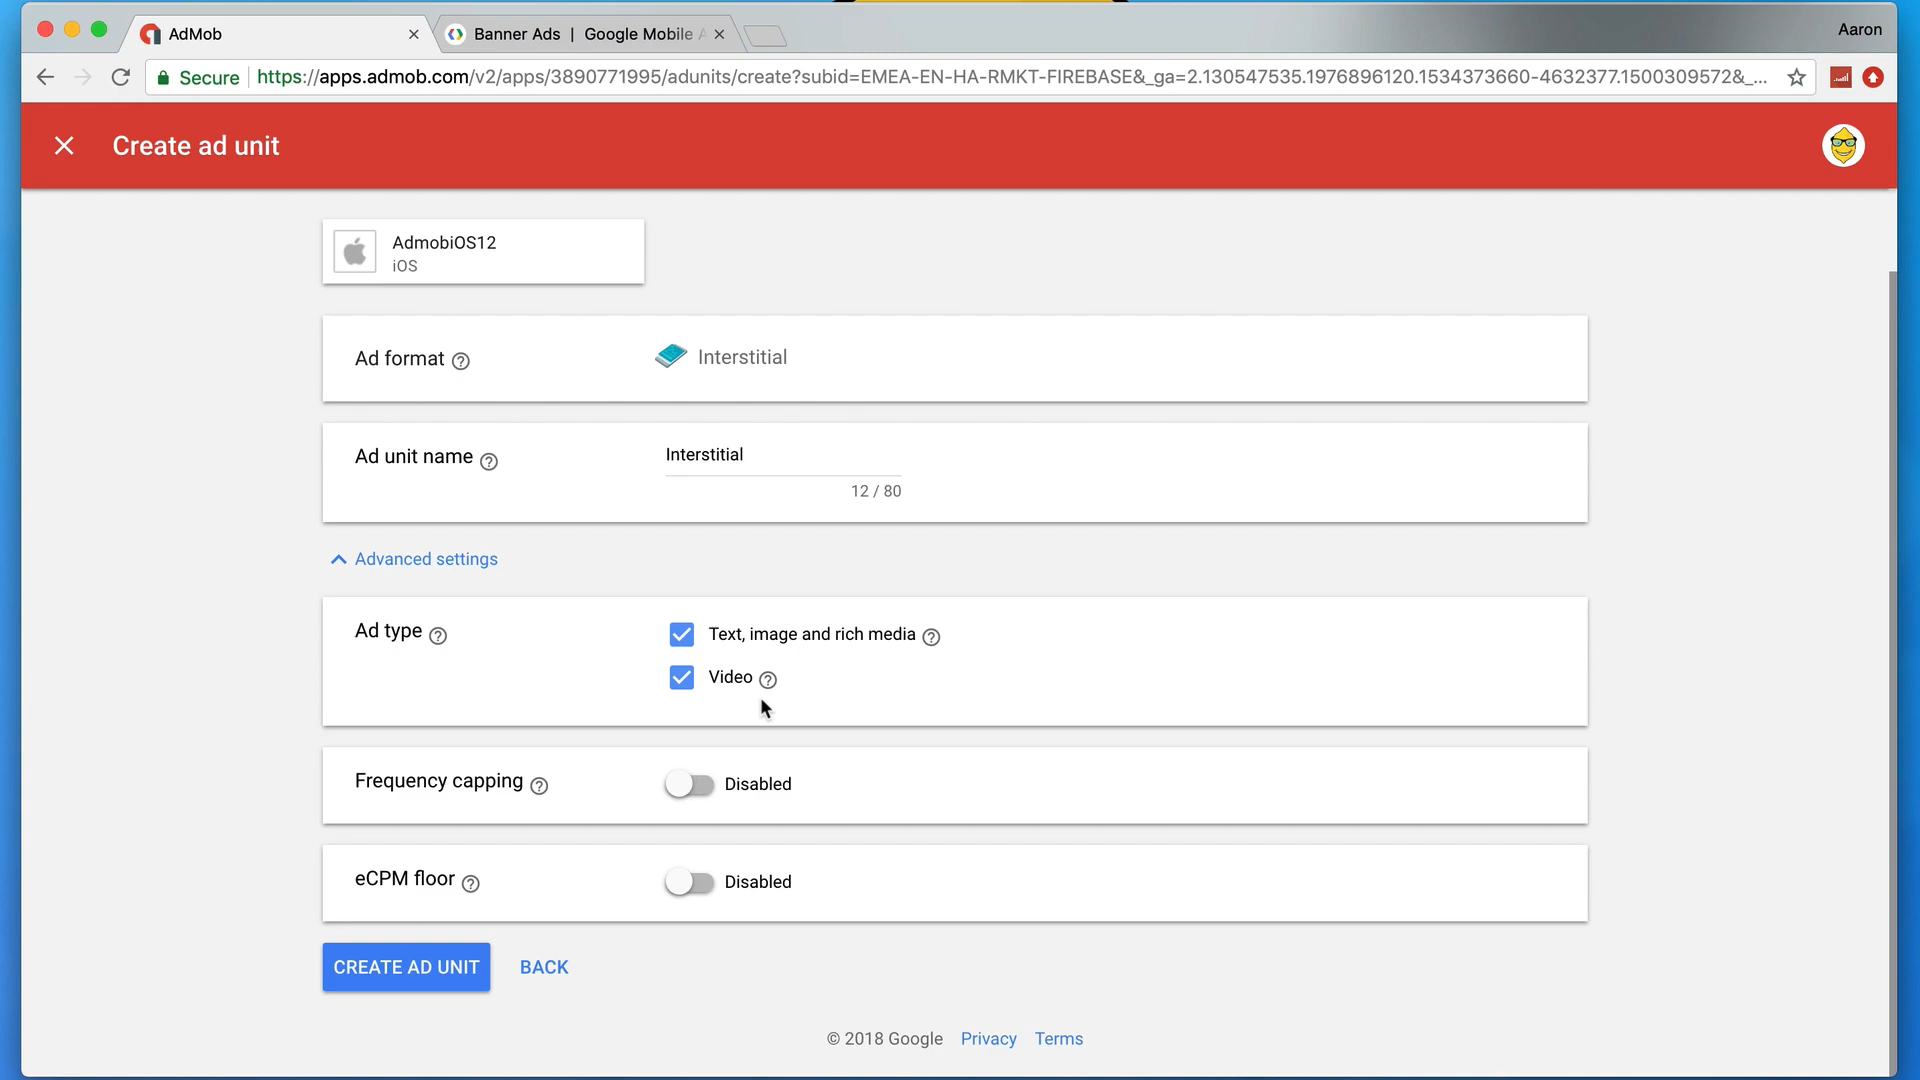 AdMob
Banner Ads | Google Mobile A
Aaron
Secure https://apps.admob.com/v2/apps/3890771995/adunits/create?subid=EMEA-EN-HA-RMKT-FIREBASE&_ga=2.130547535.1976896120.1534373660-4632377.1500309572&_...
Create ad unit
AdmobiOS12
iOS
Ad format
Interstitial
Ad unit name
Interstitial
12 / 80
Advanced settings
Ad type
Text, image and rich media
Video
Frequency capping
Disabled
eCPM floor
Disabled
CREATE AD UNIT
BACK
© 2018 Google Privacy Terms